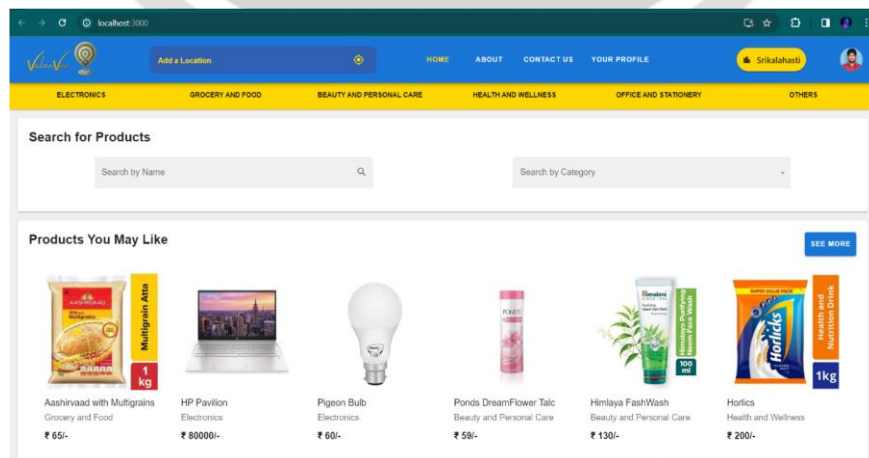 localhost:3000
Add a Location
HOME
ABOUT
CONTACT US
YOUR PROFILE
Srikalahasti
ELECTRONICS
GROCERY AND FOOD
BEAUTY AND PERSONAL CARE
HEALTH AND WELLNESS
OFFICE AND STATIONERY
OTHERS
Search for Products
Search by Name
Search by Category
Products You May Like
SEE MORE
AASHIRVAAD
Multigrain Atta
1
kg
POND'S
Himalaya
Himalaya Purifying
Neem Face Wash
100
ml
SUPER VALUE PACK
Horlicks
Health and
Nutrition Drink
1kg
Aashirvaad with Multigrains
Grocery and Food
₹ 65/-
HP Pavilion
Electronics
₹ 80000/-
Pigeon Bulb
Electronics
₹ 60/-
Ponds DreamFlower Talc
Beauty and Personal Care
₹ 59/-
Himlaya FashWash
Beauty and Personal Care
₹ 130/-
Horlics
Health and Wellness
₹ 200/-